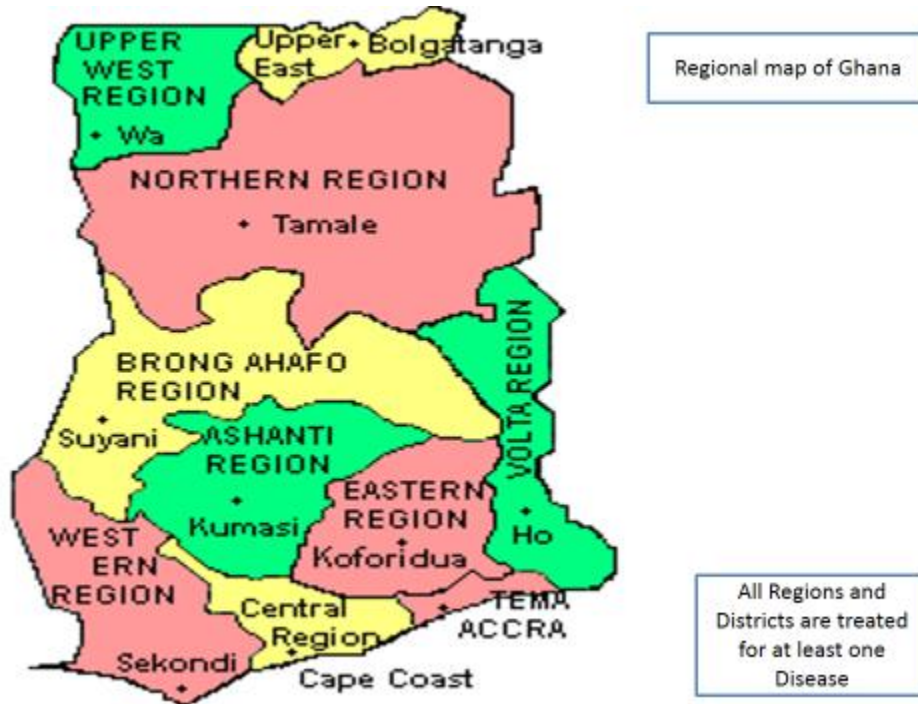 UPPER
WEST
REGION
Wa
Upper
East
Bolgatanga
Regional map of Ghana
NORTHERN REGION
Tamale
BRONG AHAFO
REGION
Suyani
ASHANTI
REGION
Kumasi
VOLTA REGION
Ho
EASTERN
REGION
Koforidua
WEST
ERN
REGION
Sekondi
Central
Region
Cape Coast
TEMA
ACCRA
All Regions and
Districts are treated
for at least one
Disease